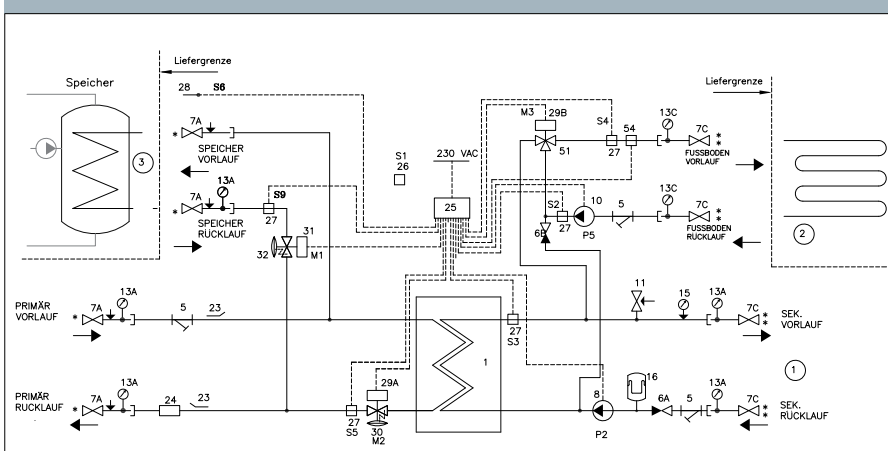 Liefergrenze
Speicher
28 S6
7A
* SPEICHER
VORLAUF
3
13A
7A
S9
* SPEICHER
RÜCKLAUF
27
31
32 M1
S1
26
230 VAC
25
Liefergrenze
M3 29B
S4 54
13C
7C
*
*
51
27
FUSSBODEN
VORLAUF
S2 10 5
13C
7C
*
*
6B 27
P5
FUSSBODEN
RÜCKLAUF
2
PRIMÄR
VORLAUF
* 7A
13A
5
23
1
27
S3
11
15
13A
7C
*
*
SEK.
VORLAUF
1
PRIMÄR
RUCKLAUF
* 7A
13A
24
23
29A
27
S5
30
M2
8
P2
16
6A
5
13A
7C
*
*
SEK.
RÜCKLAUF